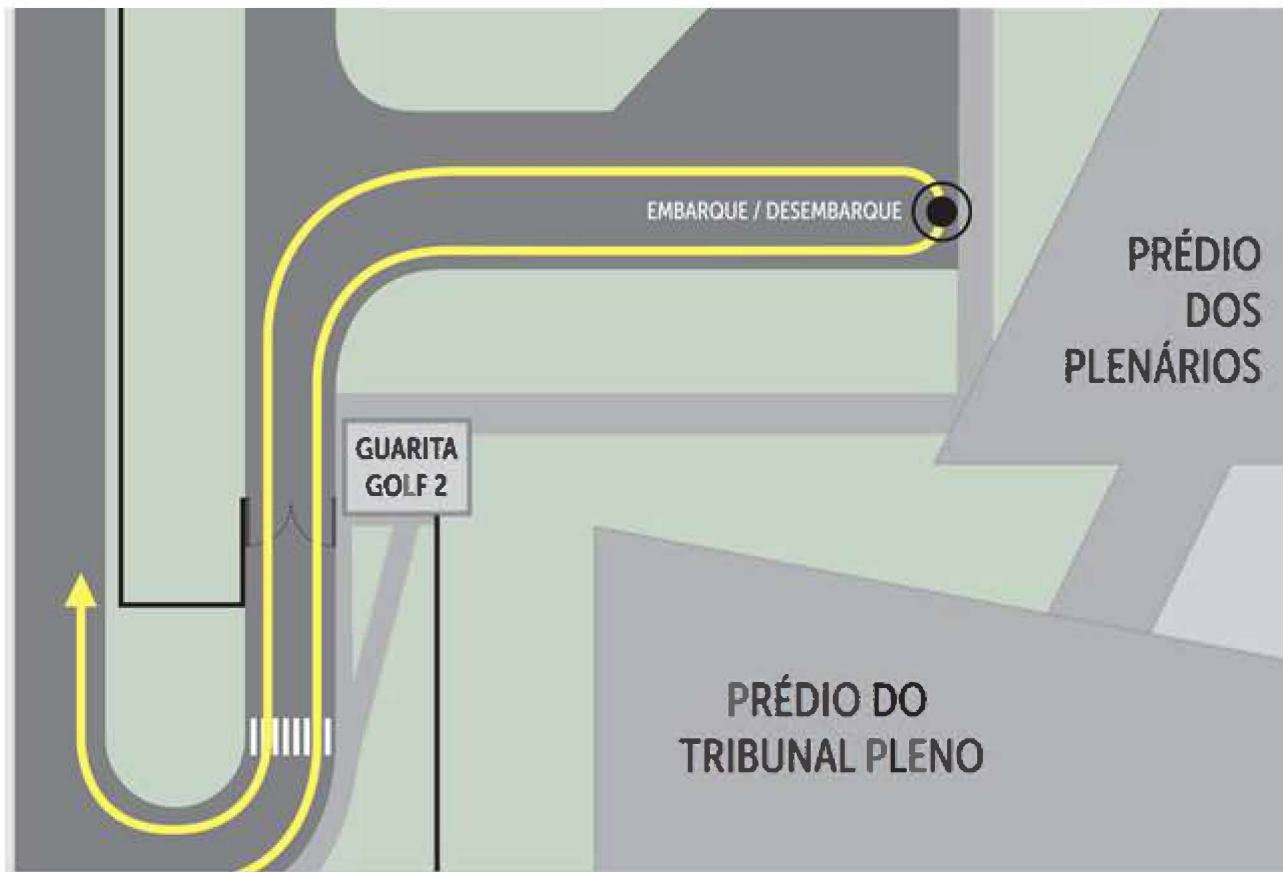 EMBARQUE / DESEMBARQUE
PRÉDIO
DOS
PLENÁRIOS
GUARITA
GOLF 2
PRÉDIO DO
TRIBUNAL PLENO